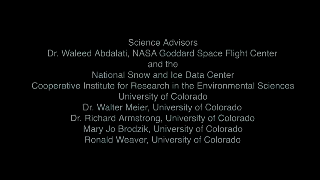 Science Advisors
Dr. Waleed Abdalati, NASA Goddard Space Flight Center
and the
National Snow and Ice Data Center
Cooperative Institute for Research in the Environmental Sciences
University of Colorado
Dr. Walter Meier, University of Colorado
Dr. Richard Armstrong, University of Colorado
Mary Jo Brodzik, University of Colorado
Ronald Weaver, University of Colorado